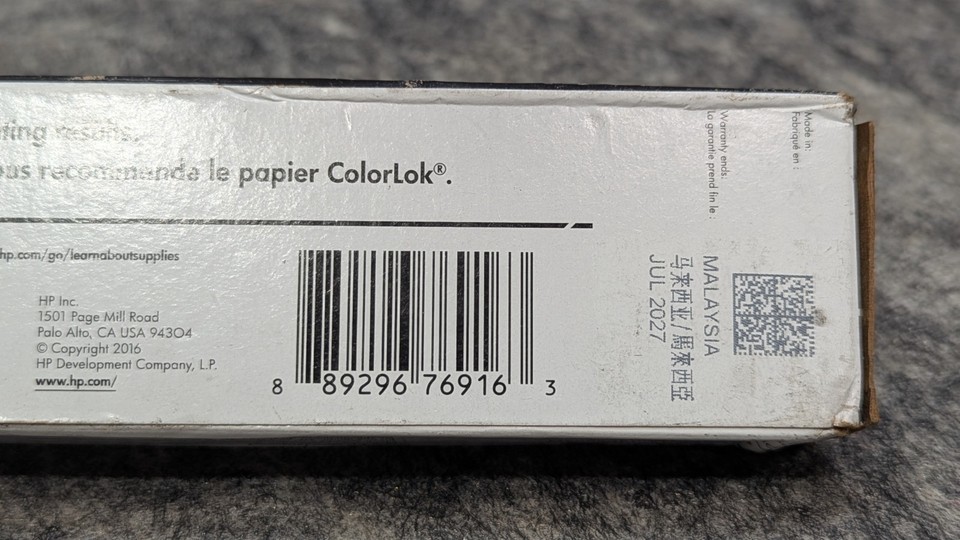 results.
recommande le papier ColorLok®.
hp.com/go/learnaboutsupplies
HP Inc.
1501 Page Mill Road
Palo Alto, CA USA 94304
© Copyright 2016
HP Development Company, L.P.
www.hp.com/
8 89296 76916 3
Made in:
Fabriqué en :
Warranty ends:
La garantie prend fin le :
MALAYSIA
马来西亚/馬來西亞
JUL 2027